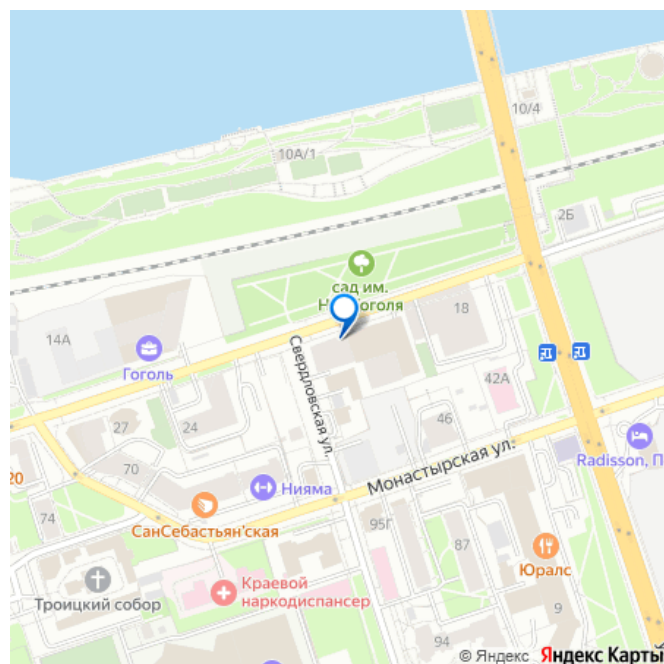 10/4
10А/1
2Б
сад им.
18
14А
Гоголь
Свердловская ул.
42А
24
27
46
Radisson, П
70
Монастырская ул.
20
Нияма
74
СанСебастьян'ская
95Г
87
Юралс
Краевой
наркодиспансер
Троицкий собор
9
94
© Яндекс Яндекс Карты